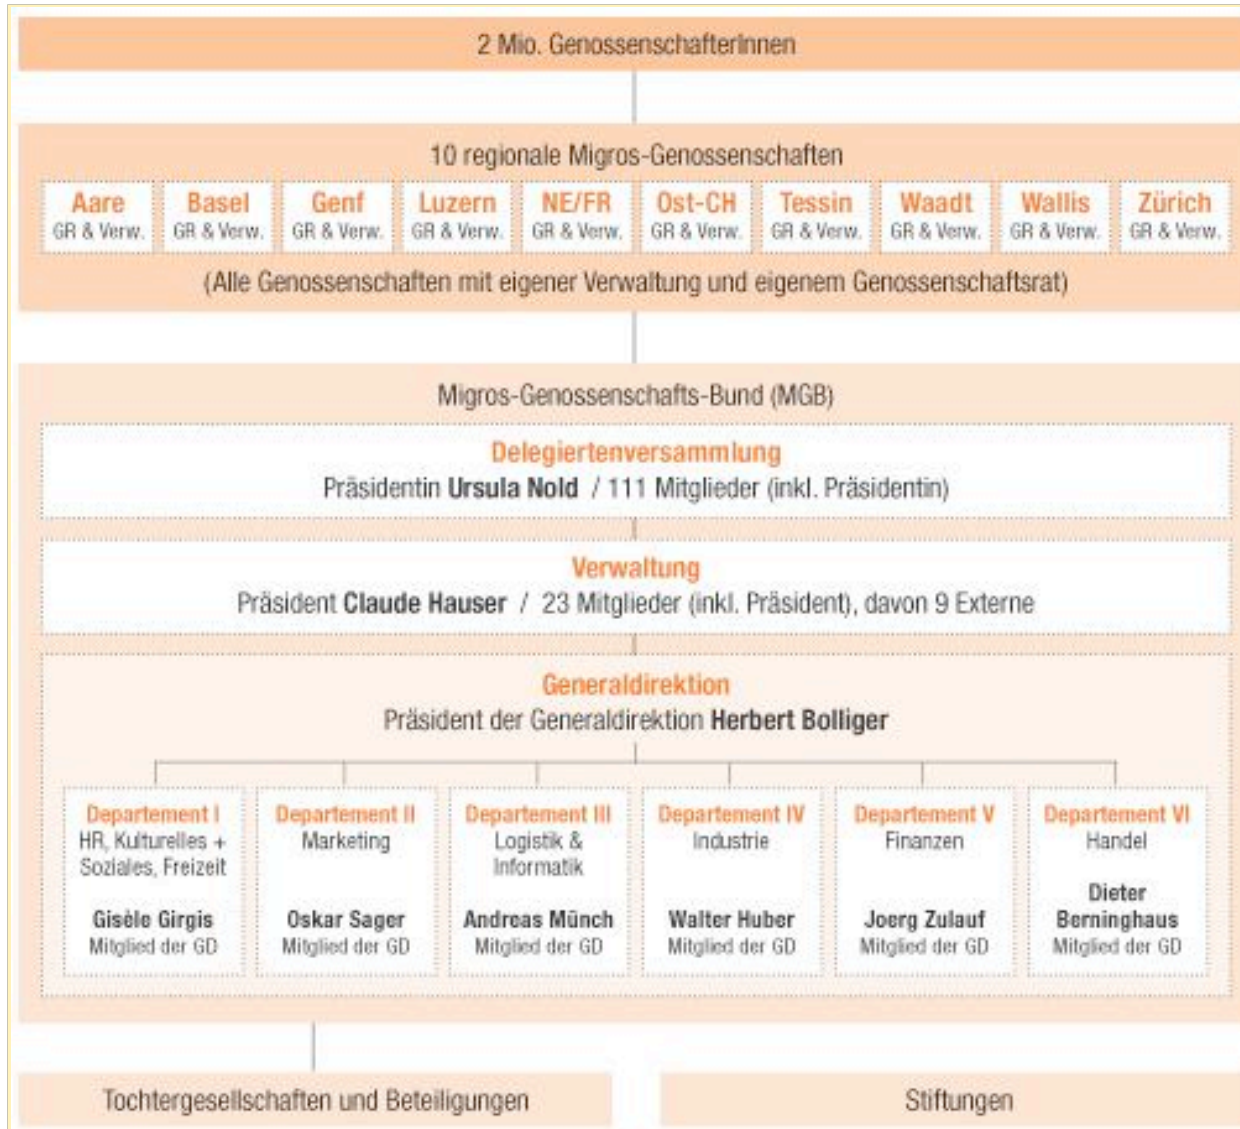 2 Mio. GenossenschafterInnen
10 regionale Migros-Genossenschaften
Aare
GR & Verw.
Basel
GR & Verw.
Genf
GR & Verw.
Luzern
GR & Verw.
NE/FR
GR & Verw.
Ost-CH
GR & Verw.
Tessin
GR & Verw.
Waadt
GR & Verw.
Wallis
GR & Verw.
Zürich
GR & Verw.
(Alle Genossenschaften mit eigener Verwaltung und eigenem Genossenschaftsrat)
Migros-Genossenschafts-Bund (MGB)
Delegiertenversammlung
Präsidentin Ursula Nold / 111 Mitglieder (inkl. Präsidentin)
Verwaltung
Präsident Claude Hauser / 23 Mitglieder (inkl. Präsident), davon 9 Externe
Generaldirektion
Präsident der Generaldirektion Herbert Bolliger
Departement I
HR, Kulturelles +
Soziales, Freizeit
Gisèle Girgis
Mitglied der GD
Departement II
Marketing
Oskar Sager
Mitglied der GD
Departement III
Logistik &
Informatik
Andreas Münch
Mitglied der GD
Departement IV
Industrie
Walter Huber
Mitglied der GD
Departement V
Finanzen
Joerg Zulauf
Mitglied der GD
Departement VI
Handel
Dieter
Berninghaus
Mitglied der GD
Tochtergesellschaften und Beteiligungen
Stiftungen